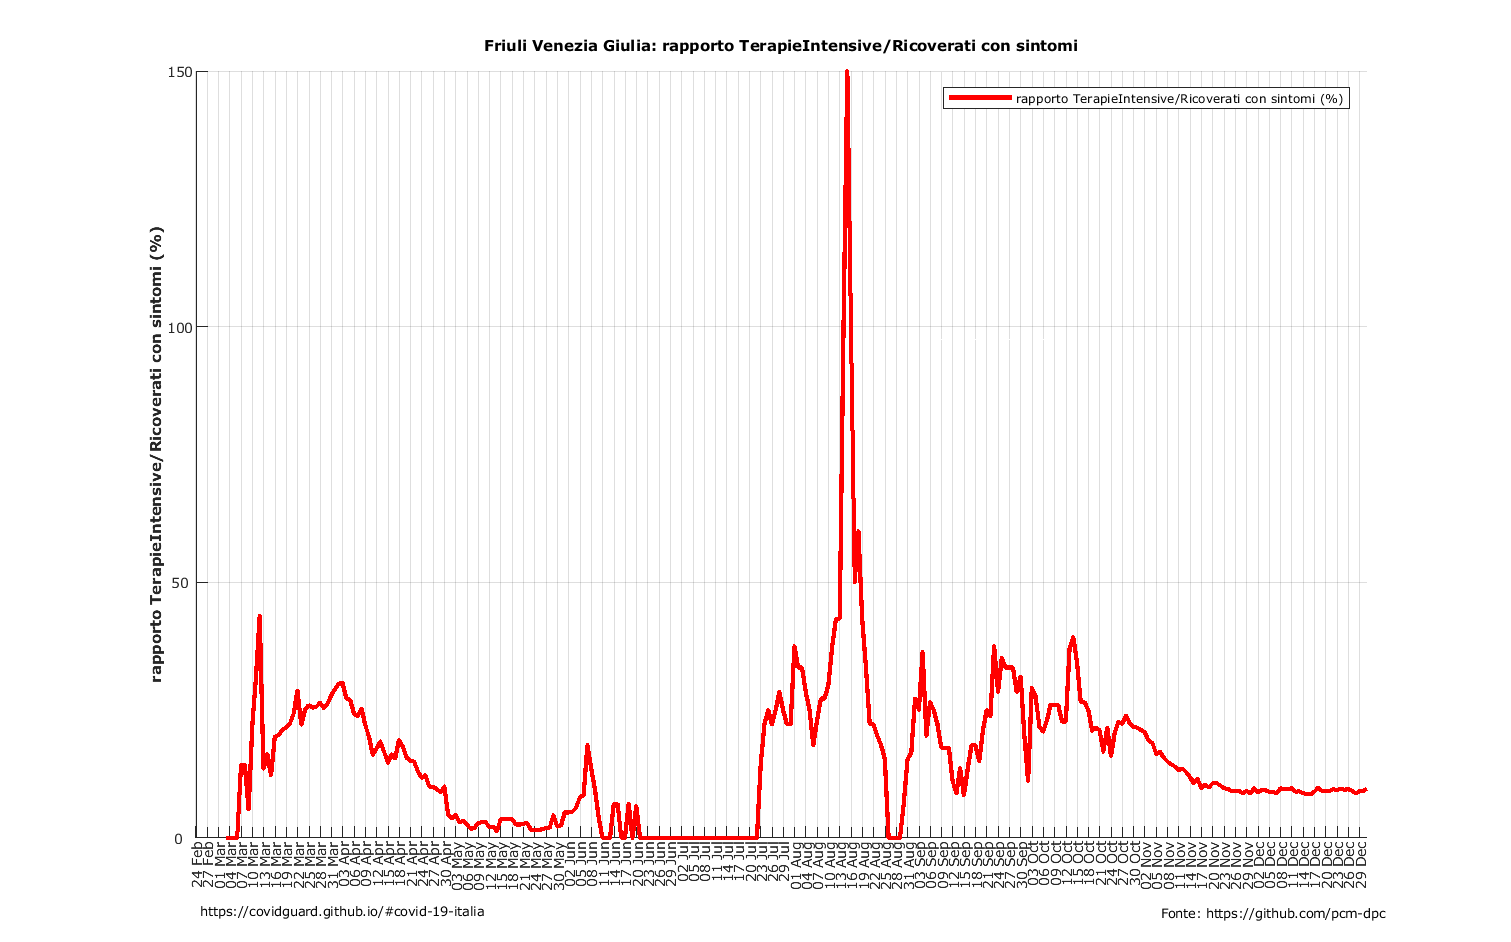 Friuli Venezia Giulia: rapporto TerapieIntensive/Ricoverati con sintomi
rapporto TerapieIntensive/Ricoverati con sintomi (%)
rapporto TerapieIntensive/Ricoverati con sintomi (%)
150
100
50
0
24 Feb
27 Feb
01 Mar
04 Mar
07 Mar
10 Mar
13 Mar
16 Mar
19 Mar
22 Mar
25 Mar
28 Mar
31 Mar
03 Apr
06 Apr
09 Apr
12 Apr
15 Apr
18 Apr
21 Apr
24 Apr
27 Apr
30 Apr
03 May
06 May
09 May
12 May
15 May
18 May
21 May
24 May
27 May
30 May
02 Jun
05 Jun
08 Jun
11 Jun
14 Jun
17 Jun
20 Jun
23 Jun
26 Jun
29 Jun
02 Jul
05 Jul
08 Jul
11 Jul
14 Jul
17 Jul
20 Jul
23 Jul
26 Jul
29 Jul
01 Aug
04 Aug
07 Aug
10 Aug
13 Aug
16 Aug
19 Aug
22 Aug
25 Aug
28 Aug
31 Aug
03 Sep
06 Sep
09 Sep
12 Sep
15 Sep
18 Sep
21 Sep
24 Sep
27 Sep
30 Sep
03 Oct
06 Oct
09 Oct
12 Oct
15 Oct
18 Oct
21 Oct
24 Oct
27 Oct
30 Oct
02 Nov
05 Nov
08 Nov
11 Nov
14 Nov
17 Nov
20 Nov
23 Nov
26 Nov
29 Nov
02 Dec
05 Dec
08 Dec
11 Dec
14 Dec
17 Dec
20 Dec
23 Dec
26 Dec
29 Dec
https://covidguard.github.io/#covid-19-italia
Fonte: https://github.com/pcm-dpc